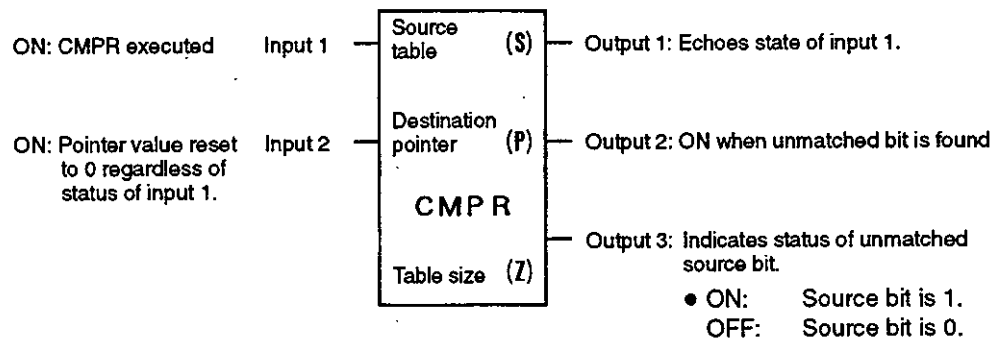 Source
table (S)
ON: CMPR executed Input 1
Output 1: Echoes state of input 1.
Destination
pointer (P)
ON: Pointer value reset
to 0 regardless of
status of input 1.
Input 2
Output 2: ON when unmatched bit is found
CMPR
Output 3: Indicates status of unmatched
source bit.
Table size (Z)
● ON: Source bit is 1.
OFF: Source bit is 0.